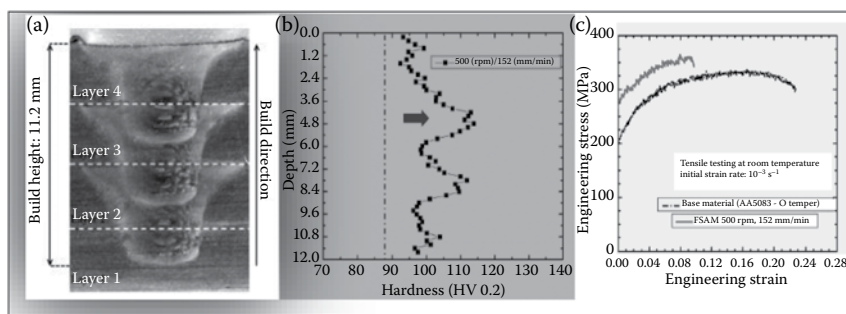 (a)
Build height: 11.2 mm
Layer 4
Layer 3
Layer 2
Layer 1
Build direction
(b)
Depth (mm)
0.0
1.2
2.4
3.6
4.8
6.0
7.2
8.4
9.6
10.8
12.0
500 (rpm)/152 (mm/min)
70 80 90 100 110 120 130 140
Hardness (HV 0.2)
(c)
Engineering stress (MPa)
400
300
200
100
0
Tensile testing at room temperature
initial strain rate: 10⁻³ s⁻¹
Base material (AA5083 - O temper)
FSAM 500 rpm, 152 mm/min
0.00 0.04 0.08 0.12 0.16 0.20 0.24 0.28
Engineering strain